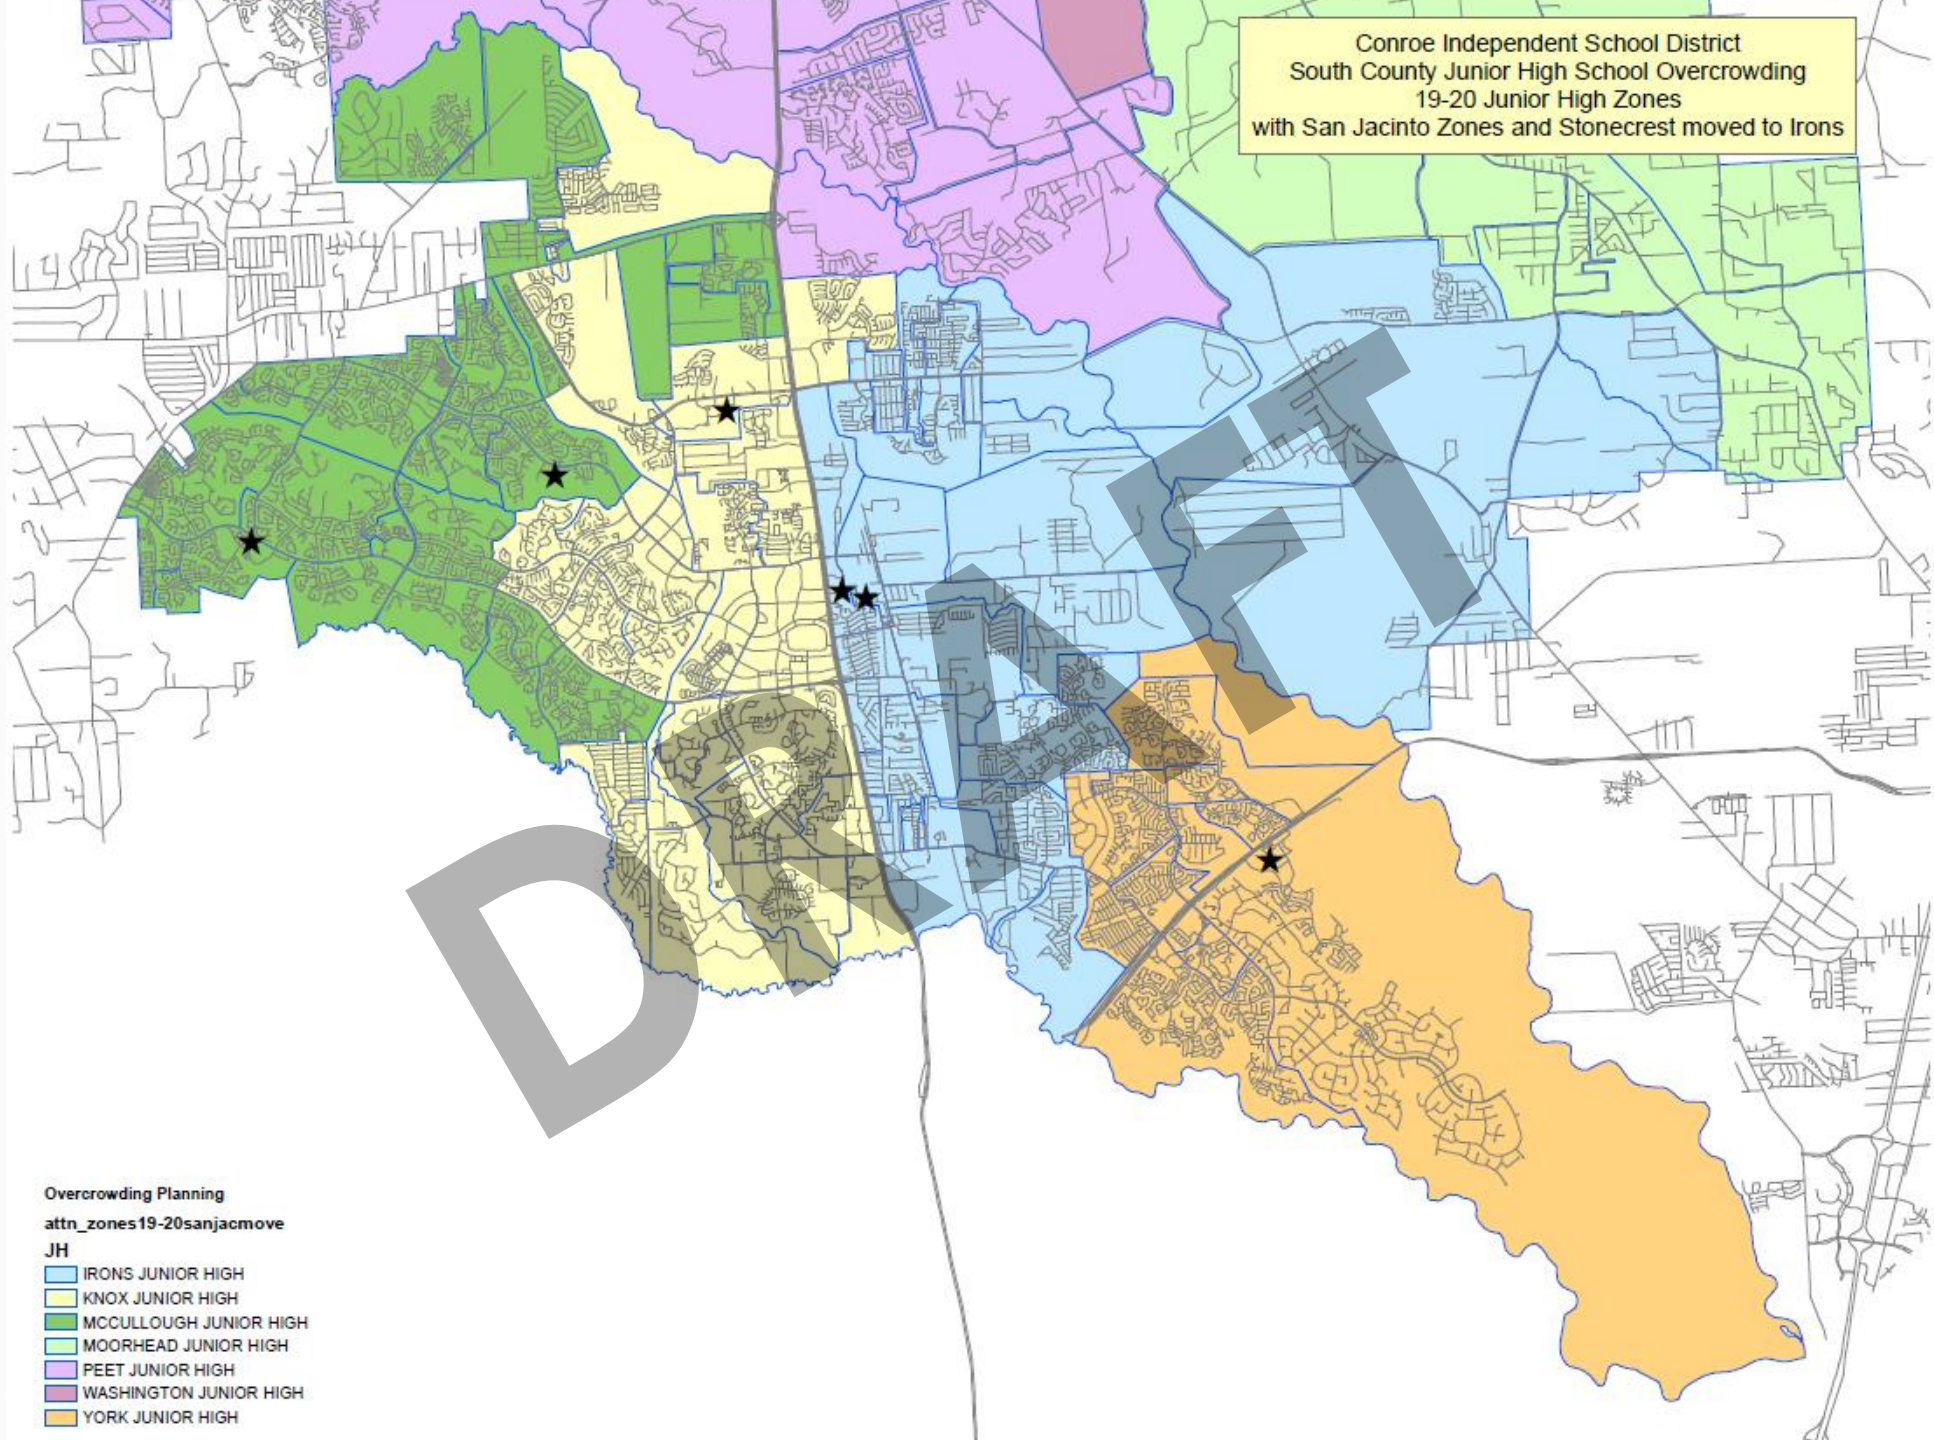 Conroe Independent School District
South County Junior High School Overcrowding
19-20 Junior High Zones
with San Jacinto Zones and Stonecrest moved to Irons
DRAFT
Overcrowding Planning
attn_zones19-20sanjacmove
JH
IRONS JUNIOR HIGH
KNOX JUNIOR HIGH
MCCULLOUGH JUNIOR HIGH
MOORHEAD JUNIOR HIGH
PEET JUNIOR HIGH
WASHINGTON JUNIOR HIGH
YORK JUNIOR HIGH